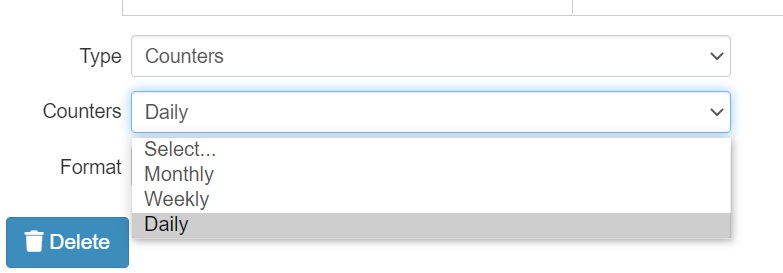 Type Counters
Counters Daily
Select...
Monthly
Format
Weekly
Daily
Delete